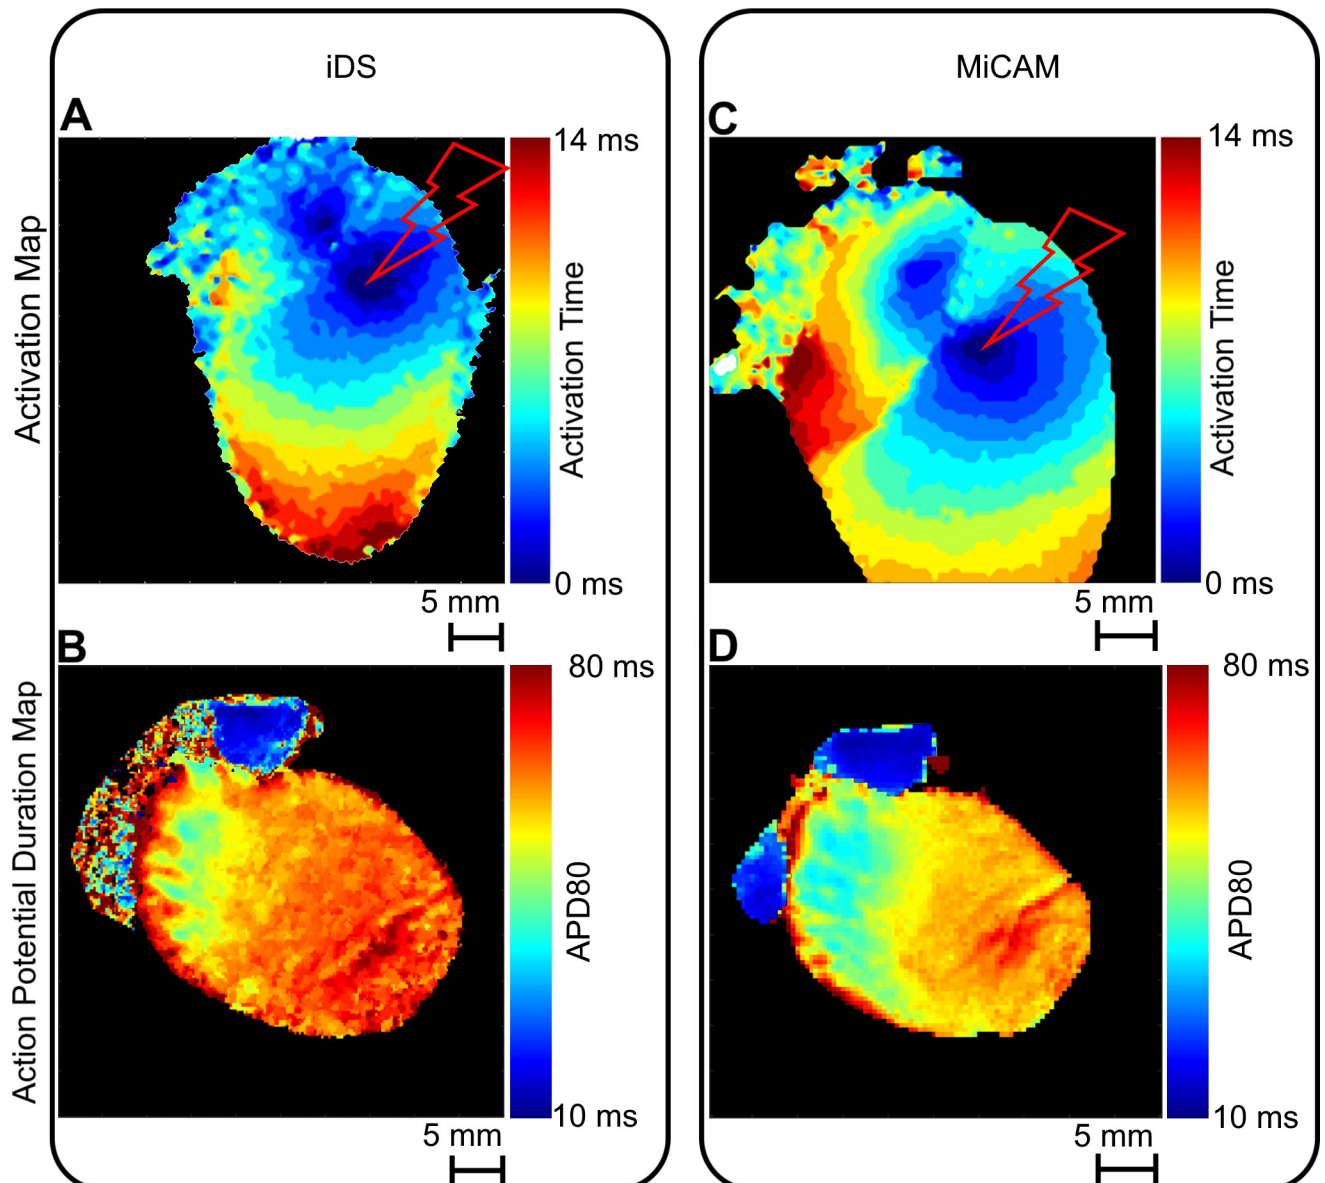 iDS
MiCAM
A
14 ms
C
14 ms
Activation Map
Activation Time
Activation Time
0 ms
0 ms
5 mm
5 mm
B
80 ms
D
80 ms
Action Potential Duration Map
APD80
APD80
10 ms
10 ms
5 mm
5 mm